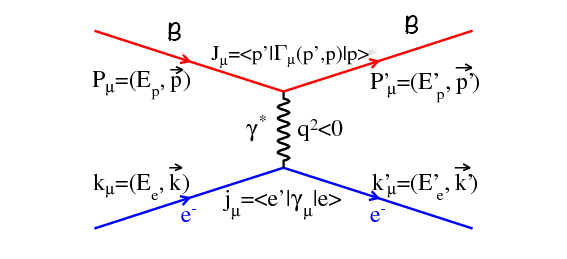 B B
J_μ=<p'|Γ_μ(p',p)|p>
P_μ=(E_p, p⃗) P'_μ=(E'_p, p⃗')
γ* q²<0
k_μ=(E_e, k⃗) k'_μ=(E'_e, k⃗')
j_μ=<e'|γ_μ|e>
e⁻ e⁻